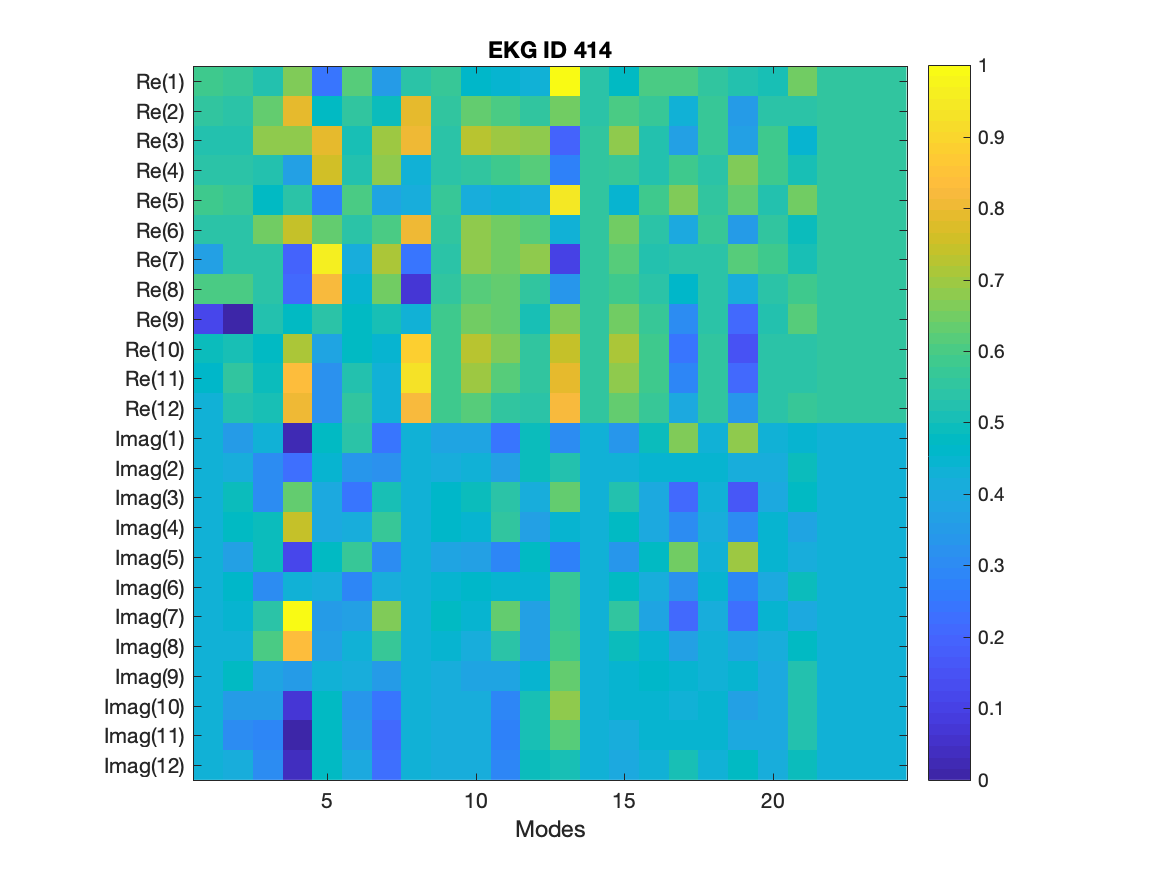 EKG ID 414
Re(1)
Re(2)
Re(3)
Re(4)
Re(5)
Re(6)
Re(7)
Re(8)
Re(9)
Re(10)
Re(11)
Re(12)
Imag(1)
Imag(2)
Imag(3)
Imag(4)
Imag(5)
Imag(6)
Imag(7)
Imag(8)
Imag(9)
Imag(10)
Imag(11)
Imag(12)
5 10 15 20
Modes
1
0.9
0.8
0.7
0.6
0.5
0.4
0.3
0.2
0.1
0